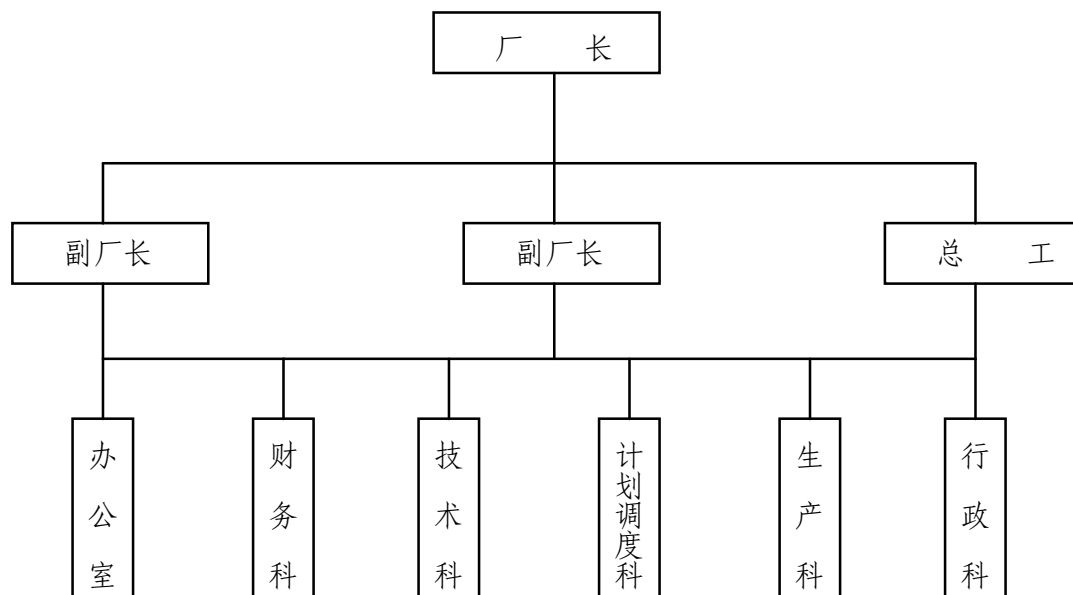 厂 长
副厂长
副厂长
总 工
办公室
财务科
技术科
计划调度科
生产科
行政科